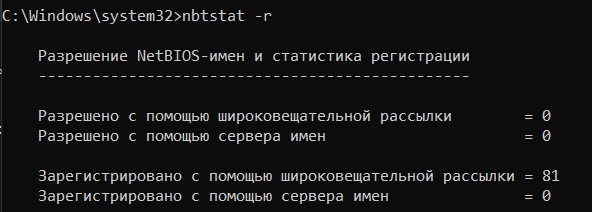 C:\Windows\system32>nbtstat -r
Разрешение NetBIOS-имен и статистика регистрации
------------------------------------------------
Разрешено с помощью широковещательной рассылки = 0
Разрешено с помощью сервера имен = 0
Зарегистрировано с помощью широковещательной рассылки = 81
Зарегистрировано с помощью сервера имен = 0